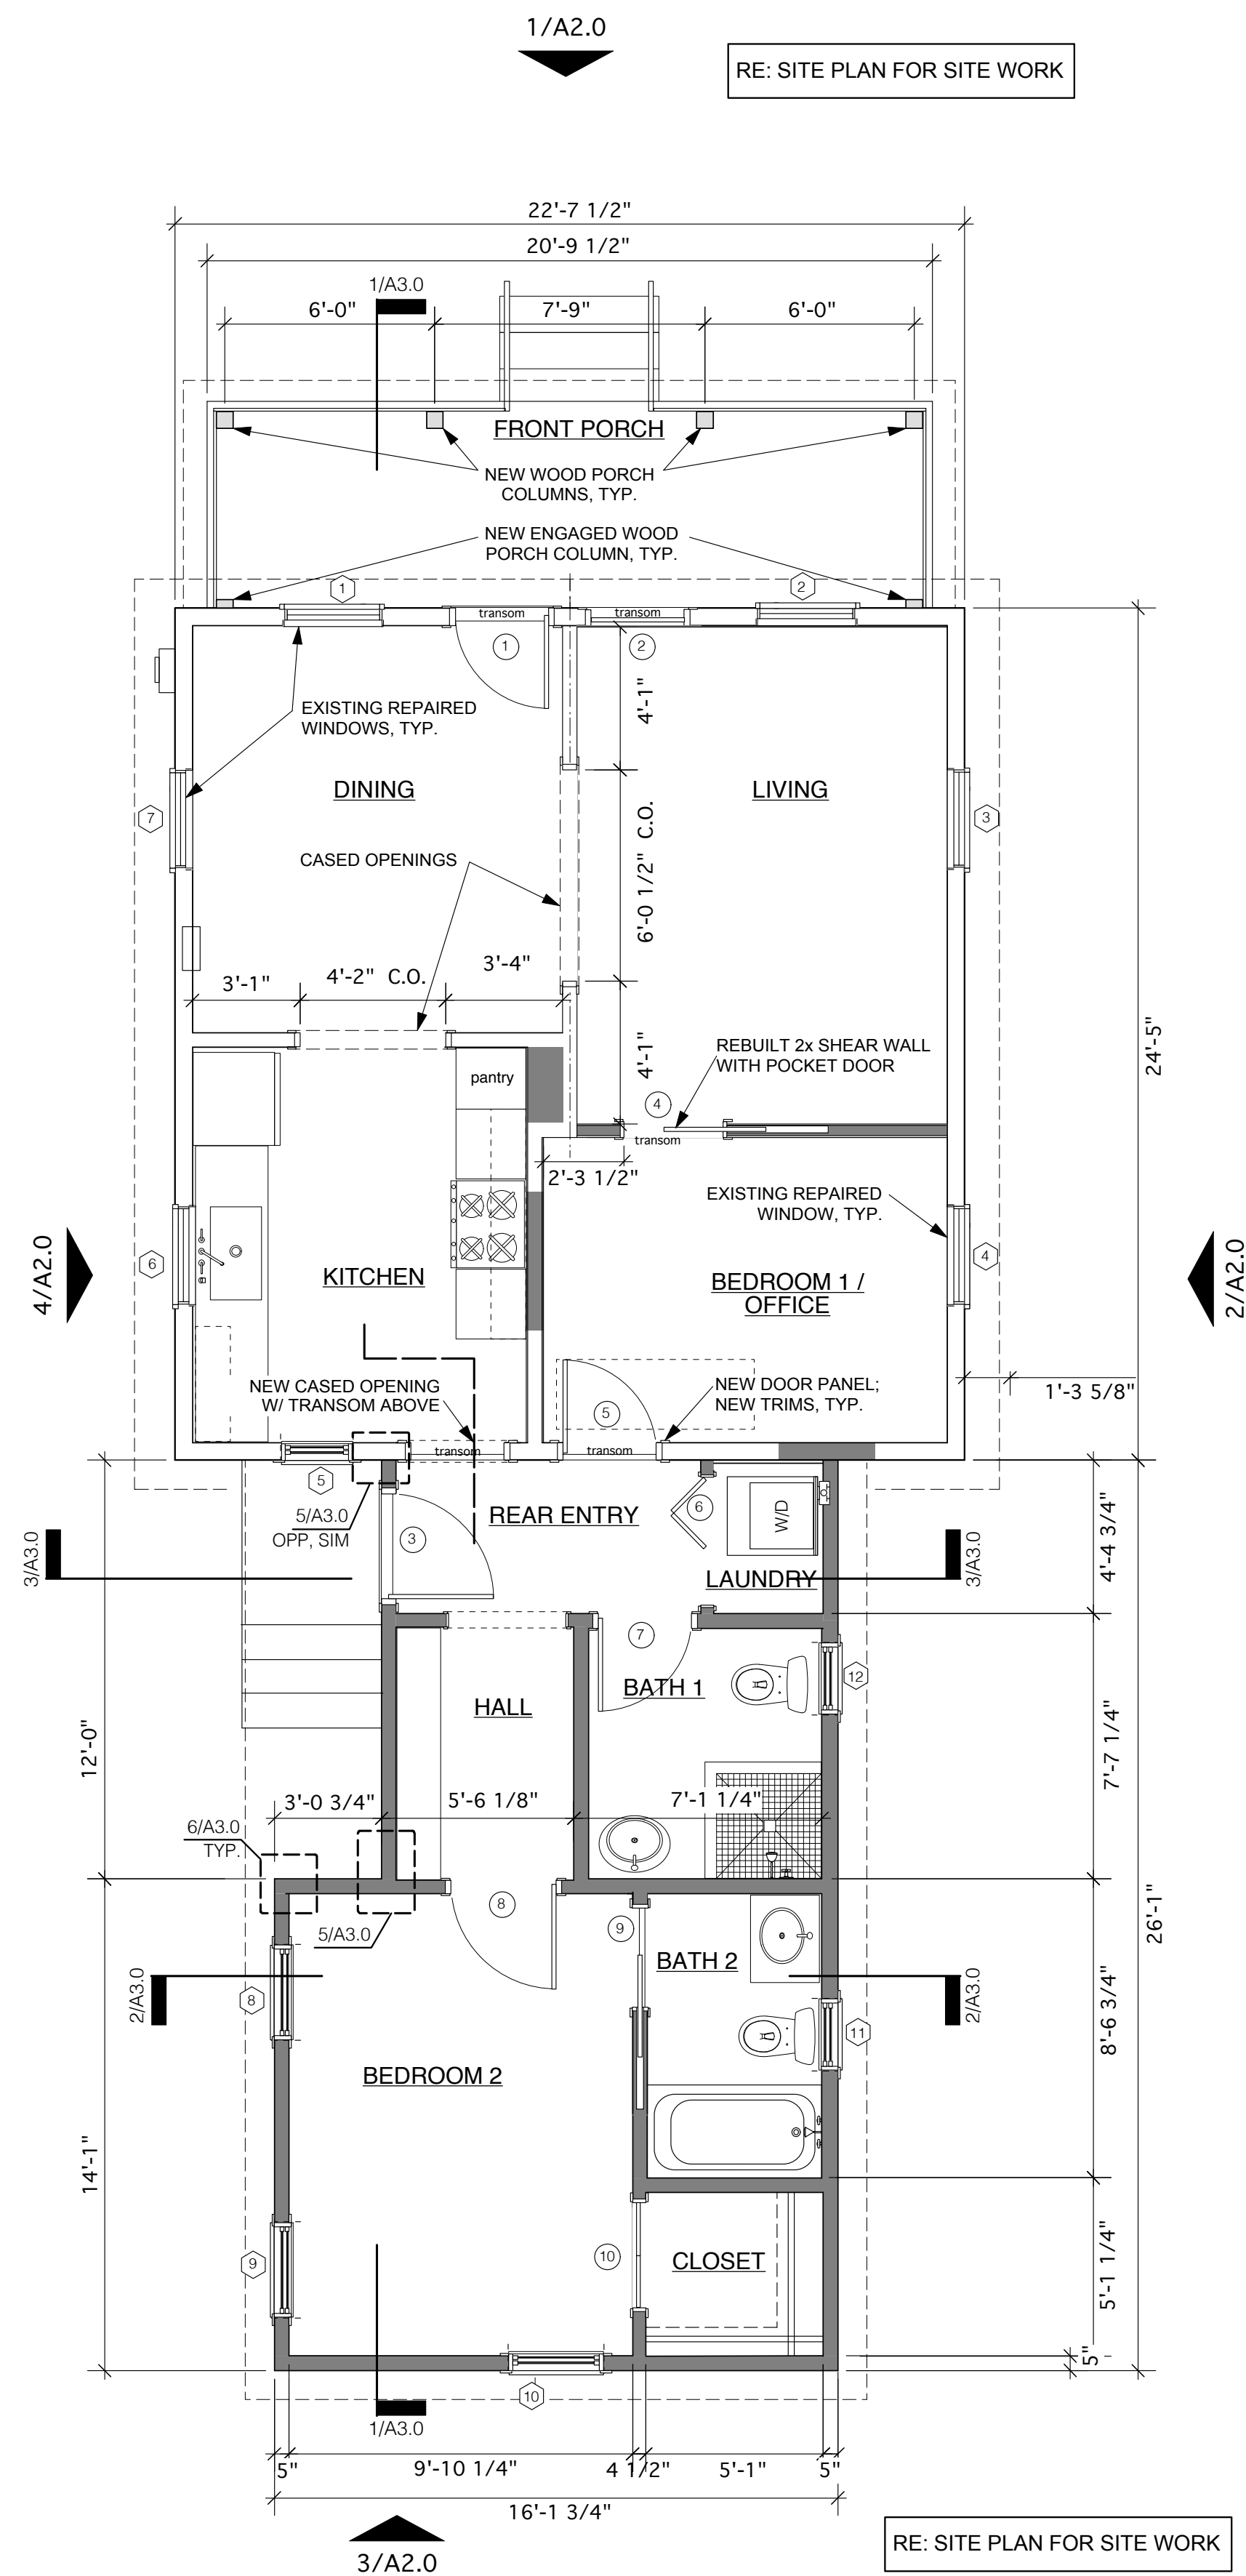 1/A2.0
RE: SITE PLAN FOR SITE WORK
22'-7 1/2"
20'-9 1/2"
1/A3.0
6'-0"
7'-9"
6'-0"
FRONT PORCH
NEW WOOD PORCH
COLUMNS, TYP.
NEW ENGAGED WOOD
PORCH COLUMN, TYP.
1
2
transom
transom
1
2
4'-1"
EXISTING REPAIRED
WINDOWS, TYP.
DINING
LIVING
7
3
CASED OPENINGS
6'-0 1/2" C.O.
3'-1"
4'-2" C.O.
3'-4"
24'-5"
4'-1"
REBUILT 2x SHEAR WALL
WITH POCKET DOOR
pantry
4
transom
2'-3 1/2"
EXISTING REPAIRED
WINDOW, TYP.
4/A2.0
6
4
2/A2.0
KITCHEN
BEDROOM 1 /
OFFICE
NEW CASED OPENING
W/ TRANSOM ABOVE
NEW DOOR PANEL;
NEW TRIMS, TYP.
1'-3 5/8"
5
transom
transom
5
5/A3.0
OPP, SIM
REAR ENTRY
6
W/D
4'-4 3/4"
3
3/A3.0
3/A3.0
LAUNDRY
7
12
BATH 1
HALL
12'-0"
7'-7 1/4"
3'-0 3/4"
5'-6 1/8"
7'-1 1/4"
6/A3.0
TYP.
8
9
26'-1"
5/A3.0
BATH 2
2/A3.0
2/A3.0
8
11
8'-6 3/4"
BEDROOM 2
14'-1"
9
10
CLOSET
5'-1 1/4"
5"
10
1/A3.0
5"
9'-10 1/4"
4 1/2"
5'-1"
5"
16'-1 3/4"
RE: SITE PLAN FOR SITE WORK
3/A2.0